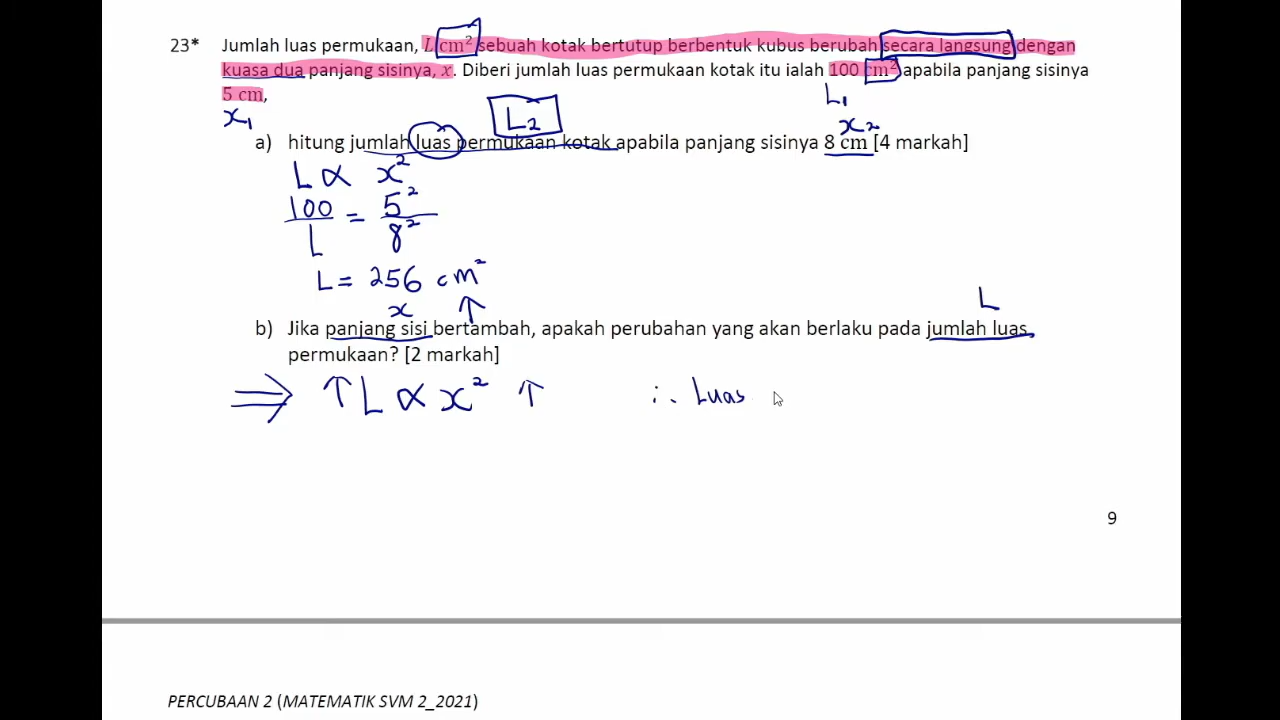 23* Jumlah luas permukaan, L cm² sebuah kotak bertutup berbentuk kubus berubah secara langsung dengan
kuasa dua panjang sisinya, x. Diberi jumlah luas permukaan kotak itu ialah 100 cm² apabila panjang sisinya
L₁
5 cm,
x₁
L₂
x₂
a) hitung jumlah luas permukaan kotak apabila panjang sisinya 8 cm [4 markah]
L ∝ x²
100/L = 5²/8²
L = 256 cm²
x ↑
L
b) Jika panjang sisi bertambah, apakah perubahan yang akan berlaku pada jumlah luas
permukaan? [2 markah]
⇒ ↑ L ∝ x² ↑ ∴ Luas
9
PERCUBAAN 2 (MATEMATIK SVM 2_2021)